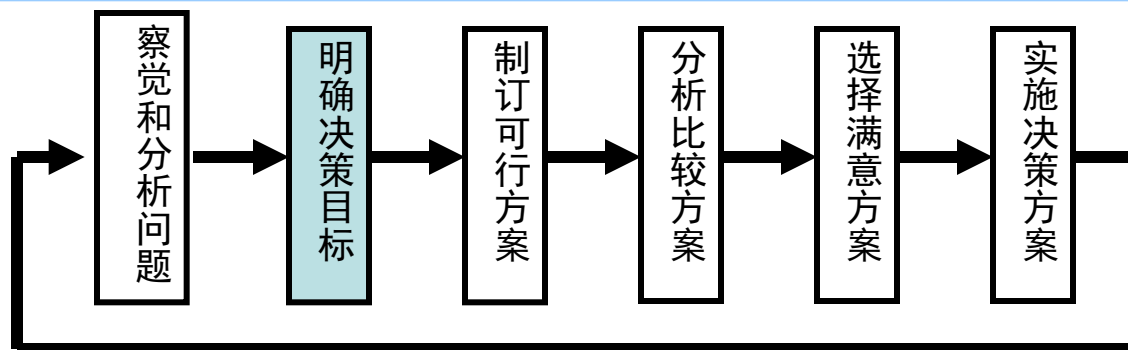 察觉和分析问题
明确决策目标
制订可行方案
分析比较方案
选择满意方案
实施决策方案